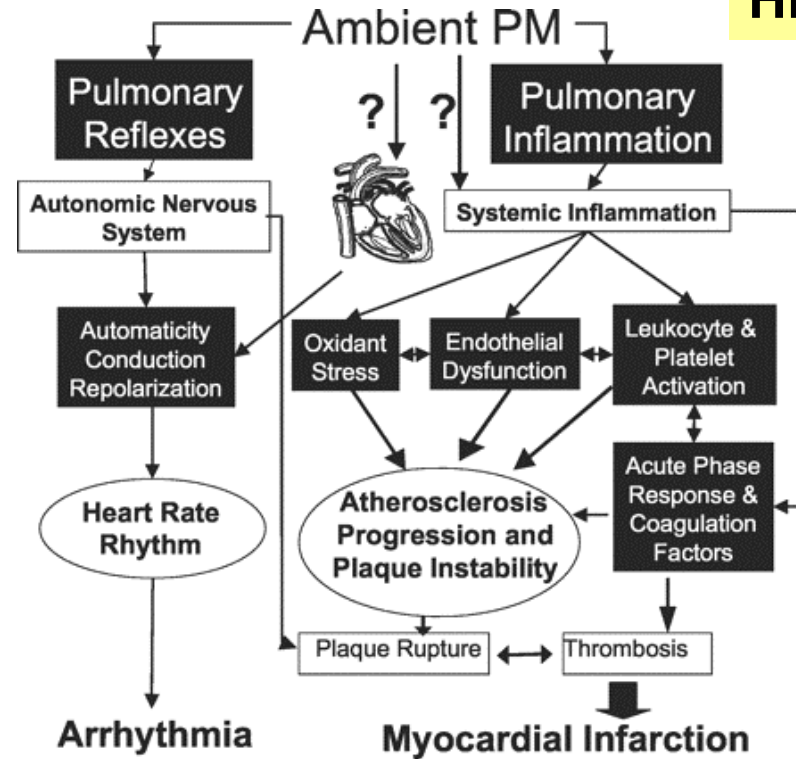 Ambient PM
Pulmonary
Reflexes
?
?
Pulmonary
Inflammation
Autonomic Nervous
System
Systemic Inflammation
Automaticity
Conduction
Repolarization
Oxidant
Stress
Endothelial
Dysfunction
Leukocyte &
Platelet
Activation
Heart Rate
Rhythm
Atherosclerosis
Progression and
Plaque Instability
Acute Phase
Response &
Coagulation
Factors
Plaque Rupture
Thrombosis
Arrhythmia
Myocardial Infarction